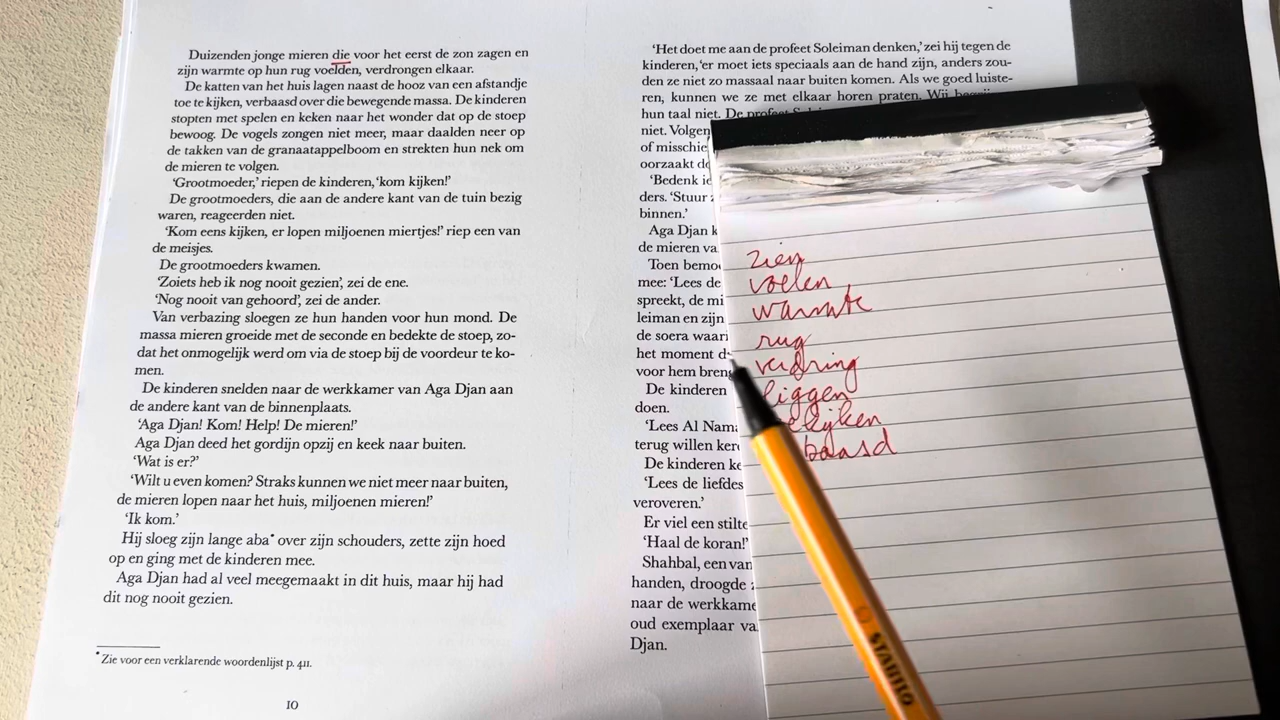 Duizenden jonge mieren die voor het eerst de zon zagen en
zijn warmte op hun rug voelden, verdrongen elkaar.
De katten van het huis lagen naast de hooz van een afstandje
toe te kijken, verbaasd over die bewegende massa. De kinderen
stopten met spelen en keken naar het wonder dat op de stoep
bewoog. De vogels zongen niet meer, maar daalden neer op
de takken van de granaatappelboom en strekten hun nek om
de mieren te volgen.
‘Grootmoeder,’ riepen de kinderen, ‘kom kijken!’
De grootmoeders, die aan de andere kant van de tuin bezig
waren, reageerden niet.
‘Kom eens kijken, er lopen miljoenen miertjes!’ riep een van
de meisjes.
De grootmoeders kwamen.
‘Zoiets heb ik nog nooit gezien’, zei de ene.
‘Nog nooit van gehoord’, zei de ander.
Van verbazing sloegen ze hun handen voor hun mond. De
massa mieren groeide met de seconde en bedekte de stoep, zo-
dat het onmogelijk werd om via de stoep bij de voordeur te ko-
men.
De kinderen snelden naar de werkkamer van Aga Djan aan
de andere kant van de binnenplaats.
‘Aga Djan! Kom! Help! De mieren!’
Aga Djan deed het gordijn opzij en keek naar buiten.
‘Wat is er?’
‘Wilt u even komen? Straks kunnen we niet meer naar buiten,
de mieren lopen naar het huis, miljoenen mieren!’
‘Ik kom.’
Hij sloeg zijn lange aba* over zijn schouders, zette zijn hoed
op en ging met de kinderen mee.
Aga Djan had al veel meegemaakt in dit huis, maar hij had
dit nog nooit gezien.
* Zie voor een verklarende woordenlijst p. 411.
10
‘Het doet me aan de profeet Soleiman denken,’ zei hij tegen de
kinderen, ‘er moet iets speciaals aan de hand zijn, anders zou-
den ze niet zo massaal naar buiten komen. Als we goed luiste-
ren, kunnen we ze met elkaar horen praten. Wij
hun taal niet. De profeet
niet. Volgen
of misschie
oorzaakt de
‘Bedenk ie
ders. ‘Stuur
binnen.’
Aga Djan k
de mieren va
Toen bemo
mee: ‘Lees de
spreekt, de mi
leiman en zijn
de soera waari
het moment d
voor hem breng
De kinderen
doen.
‘Lees Al Nama
terug willen kere
De kinderen ke
‘Lees de liefdes
veroveren.’
Er viel een stilte
‘Haal de koran!’
Shahbal, een van
handen, droogde
naar de werkkame
oud exemplaar va
Djan.
zien
voelen
warmte
rug
verdring
liggen
ekijken
baasd
STABILO